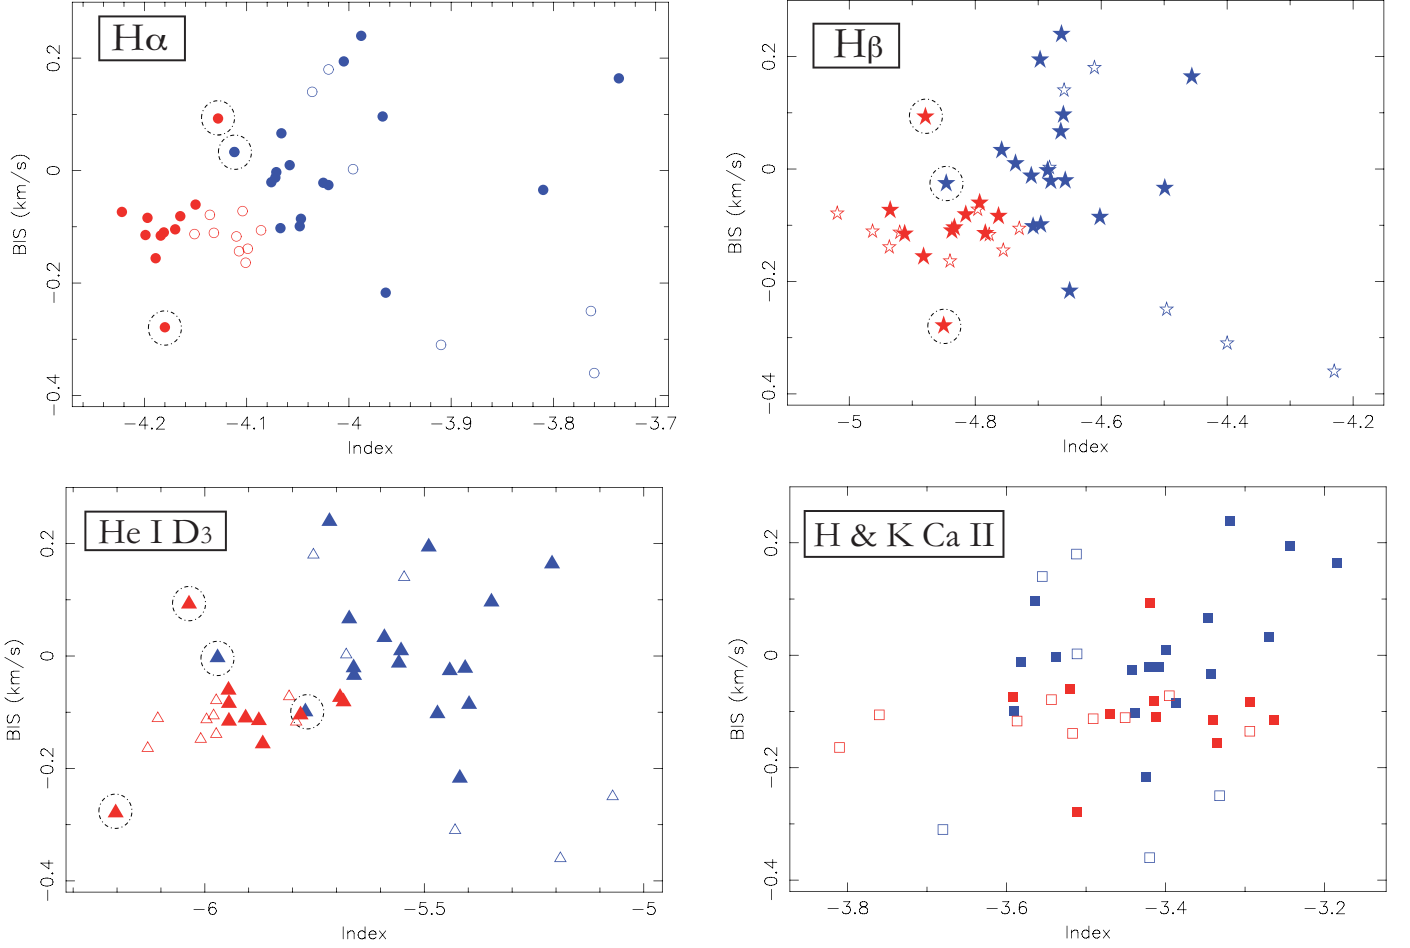 Hα
BIS (km/s)
0.2
0
−0.2
−0.4
−4.2 −4.1 −4 −3.9 −3.8 −3.7
Index
Hβ
BIS (km/s)
0.2
0
−0.2
−0.4
−5 −4.8 −4.6 −4.4 −4.2
Index
He I D3
BIS (km/s)
0.2
0
−0.2
−0.4
−6 −5.5 −5
Index
H & K Ca II
BIS (km/s)
0.2
0
−0.2
−0.4
−3.8 −3.6 −3.4 −3.2
Index